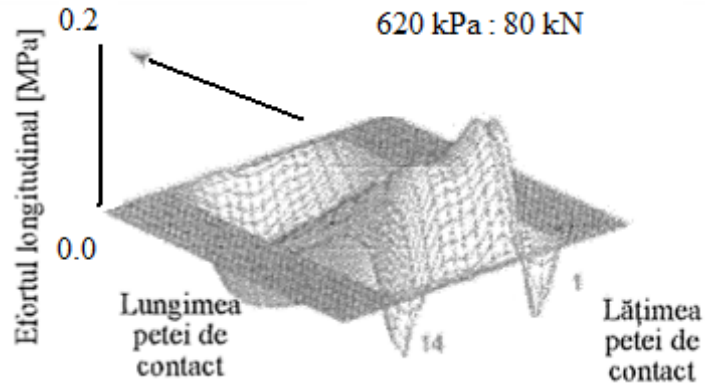 0.2
620 kPa : 80 kN
Efortul longitudinal [MPa]
0.0
Lungimea
petei de
contact
14
1
Lățimea
petei de
contact